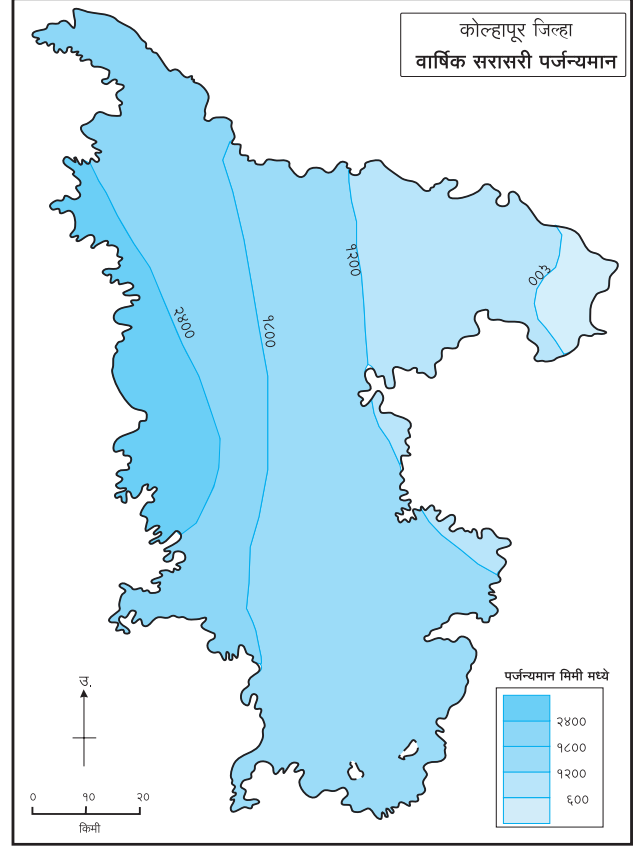 कोल्हापूर जिल्हा
वार्षिक सरासरी पर्जन्यमान
२४००
१८००
१२००
६००
उ.
० १० २०
किमी
पर्जन्यमान मिमी मध्ये
२४००
१८००
१२००
६००